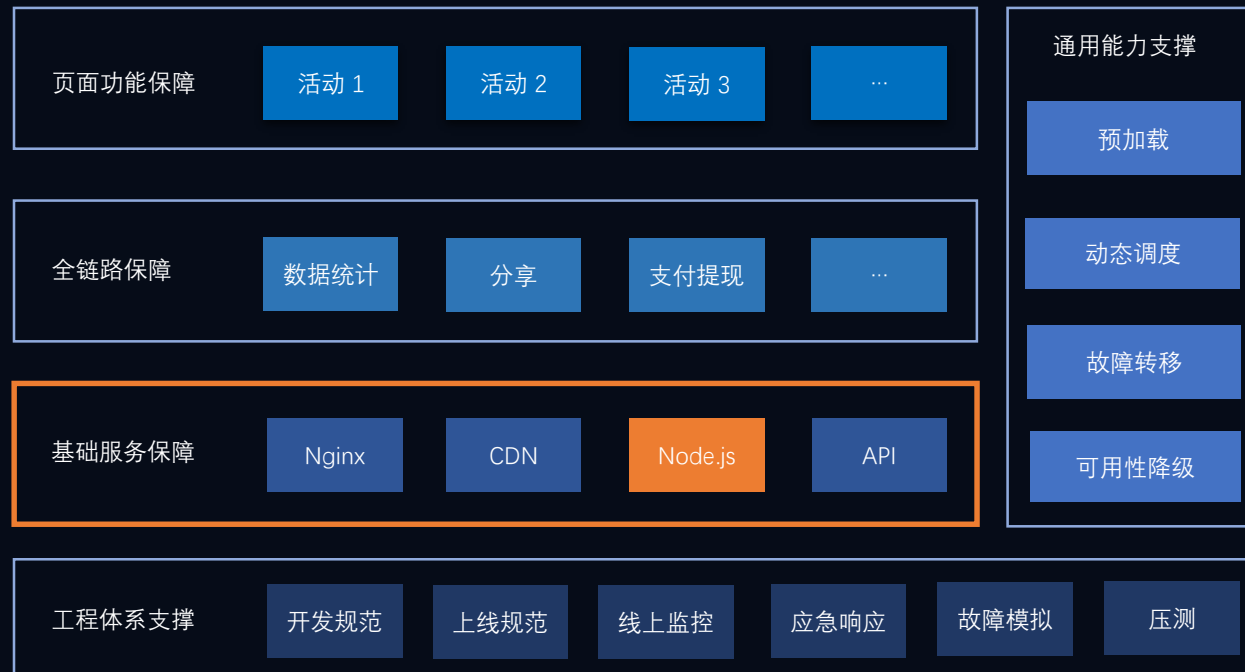 页面功能保障
活动 1
活动 2
活动 3
...
全链路保障
数据统计
分享
支付提现
...
基础服务保障
Nginx
CDN
Node.js
API
通用能力支撑
预加载
动态调度
故障转移
可用性降级
工程体系支撑
开发规范
上线规范
线上监控
应急响应
故障模拟
压测